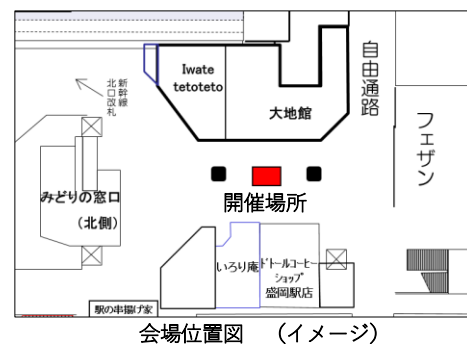 Iwate
tetoteto
大地館
自由通路
フェザン
新幹線
北口改札
みどりの窓口
（北側）
開催場所
いろり庵
ドトールコーヒー
ショップ
盛岡駅店
駅の串揚げ家
会場位置図　（イメージ）